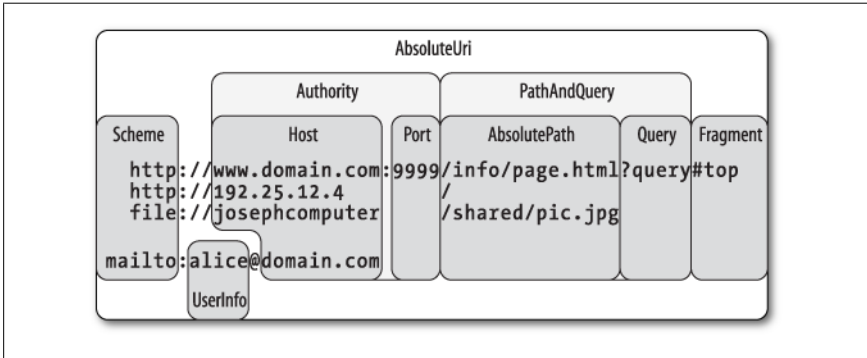 AbsoluteUri
Authority PathAndQuery
Scheme Host Port AbsolutePath Query Fragment
http://www.domain.com:9999/info/page.html?query#top
http://192.25.12.4 /
file://josephcomputer /shared/pic.jpg
mailto:alice@domain.com
UserInfo